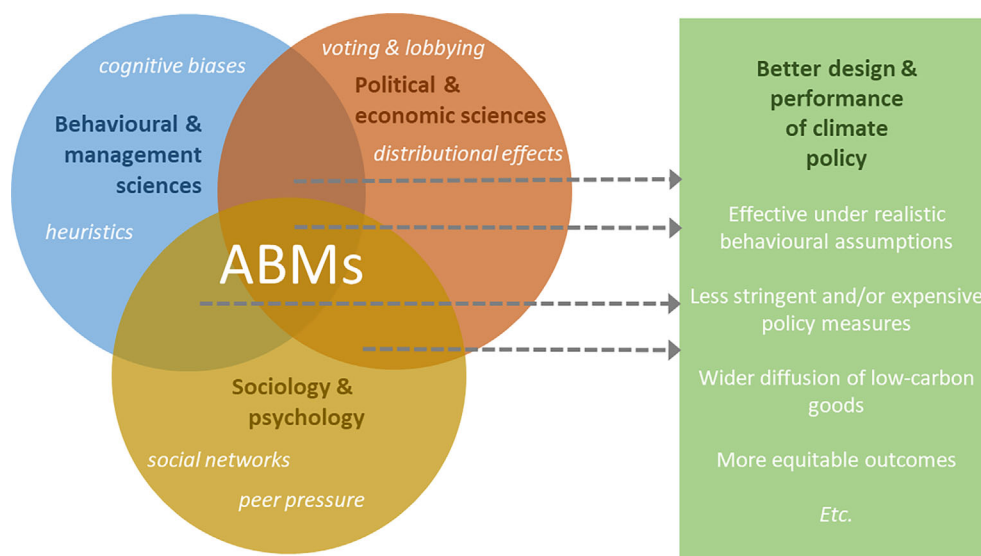 cognitive biases
Behavioural &
management
sciences
heuristics
voting & lobbying
Political &
economic sciences
distributional effects
ABMs
Sociology &
psychology
social networks
peer pressure
Better design &
performance
of climate
policy
Effective under realistic
behavioural assumptions
Less stringent and/or expensive
policy measures
Wider diffusion of low-carbon
goods
More equitable outcomes
Etc.